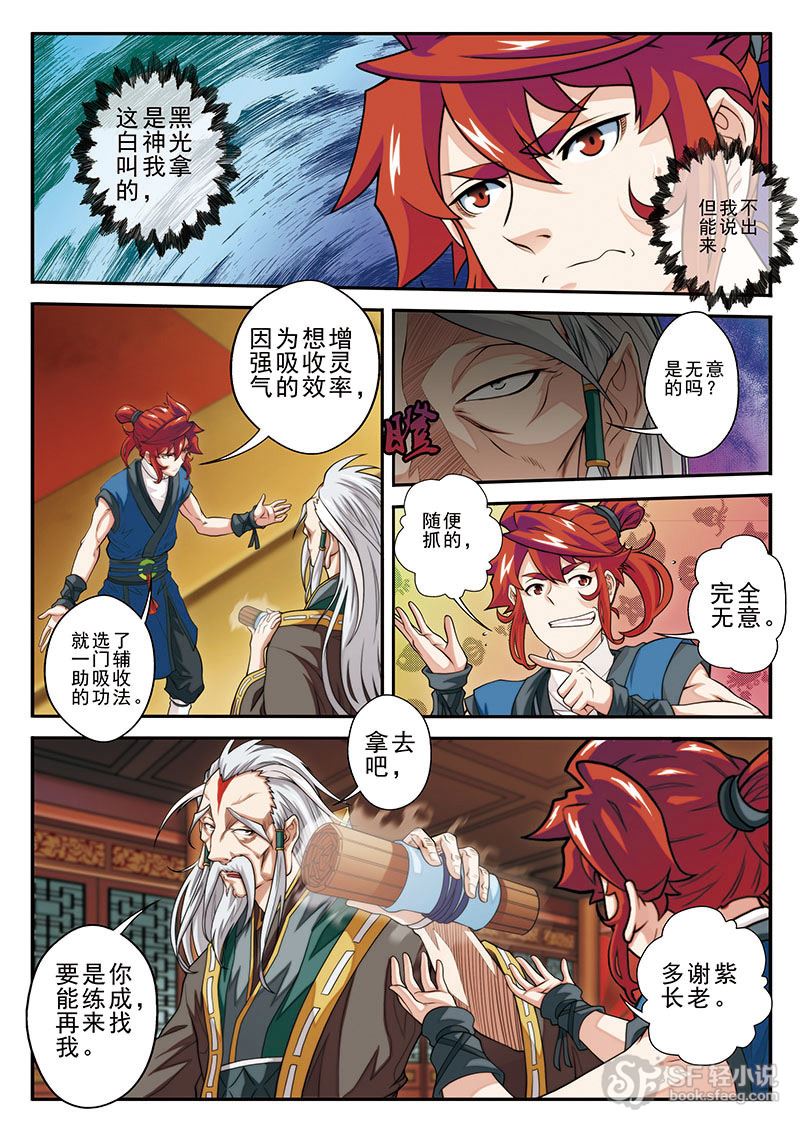 这是黑
白神光
叫我拿
的，
但我不
能说出
来。
因为想增
强吸收灵
气的效率，
就选了
一门辅
助吸收
的功法。
是无意
的吗？
瞪
随便
抓的，
完全
无意。
拿去
吧，
要是你
能练成，
再来找
我。
多谢紫
长老。
SF 轻小说
book.sfacg.com